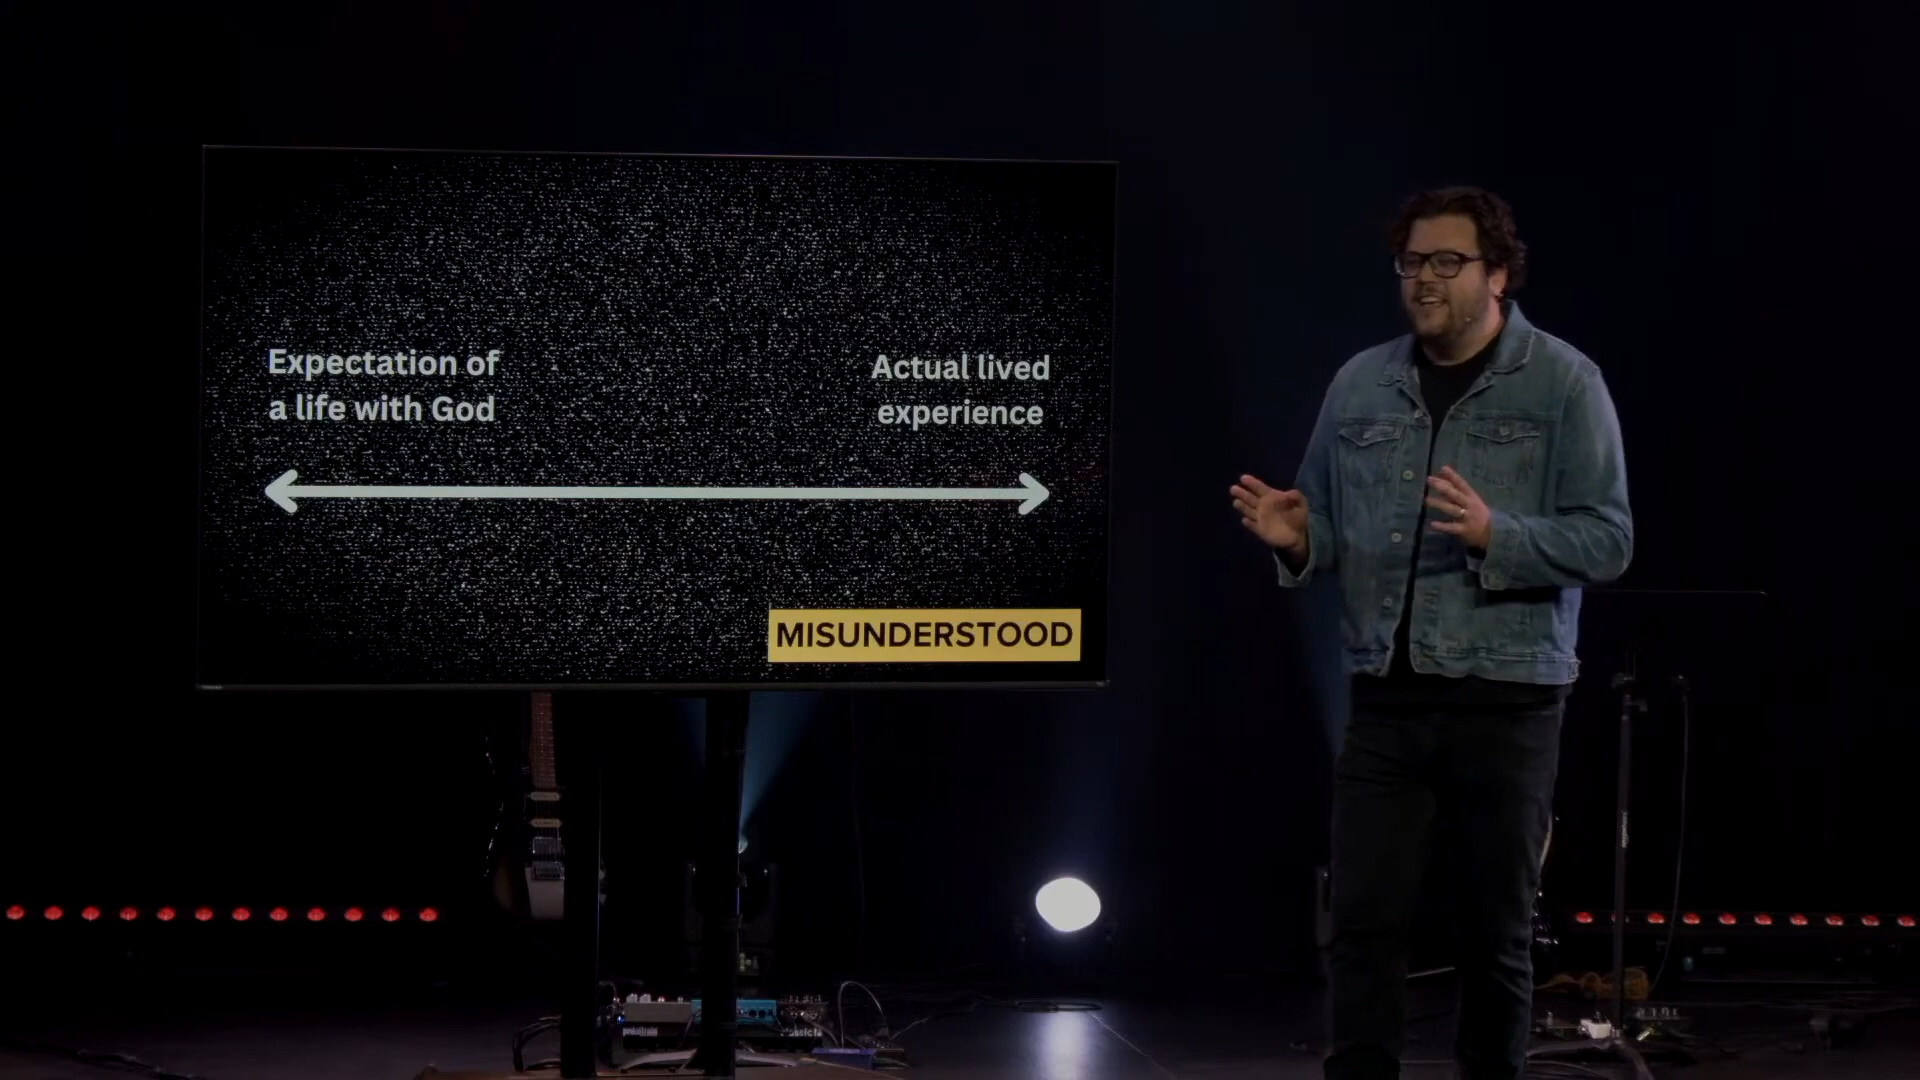 Expectation of
a life with God
Actual lived
experience
MISUNDERSTOOD